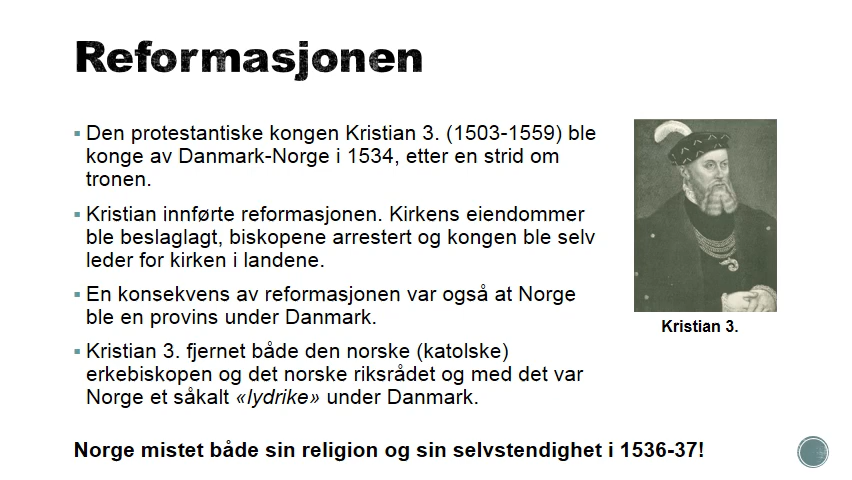 Reformasjonen
▪ Den protestantiske kongen Kristian 3. (1503-1559) ble
konge av Danmark-Norge i 1534, etter en strid om
tronen.
▪ Kristian innførte reformasjonen. Kirkens eiendommer
ble beslaglagt, biskopene arrestert og kongen ble selv
leder for kirken i landene.
▪ En konsekvens av reformasjonen var også at Norge
ble en provins under Danmark.
▪ Kristian 3. fjernet både den norske (katolske)
erkebiskopen og det norske riksrådet og med det var
Norge et såkalt «lydrike» under Danmark.
Kristian 3.
Norge mistet både sin religion og sin selvstendighet i 1536-37!